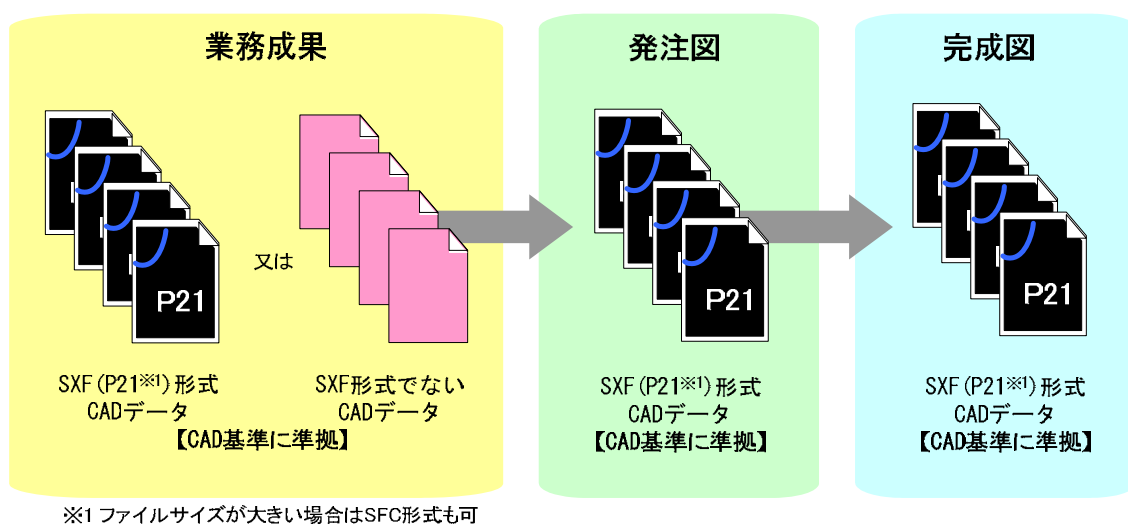 業務成果
P21
又は
SXF(P21※1)形式
CADデータ
SXF形式でない
CADデータ
【CAD基準に準拠】
発注図
P21
SXF(P21※1)形式
CADデータ
【CAD基準に準拠】
完成図
P21
SXF(P21※1)形式
CADデータ
【CAD基準に準拠】
※1 ファイルサイズが大きい場合はSFC形式も可